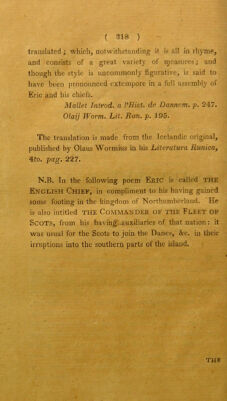 ( 318 )
translated; which, notwithstanding it is all in rhyme,
and consists of a great variety of measures; and
though the style is uncommonly figurative, is said to
have been pronounced extempore in a full assembly of
Eric and his chiefs.
Mallet Introd. a l'Hist. de Dannem. p. 247.
Olaij Worm. Lit. Run. p. 195.
The translation is made from the Icelandic original,
published by Olaus Wormius in his Literatura Runica,
4to. pag. 227.
N.B. In the following poem ERIC is called THE
ENGLISH CHIEF, in compliment to his having gained
some footing in the kingdom of Northumberland. He
is also intitled THE COMMANDER OF THE FLEET OF
SCOTS, from his having auxiliaries of that nation: it
was usual for the Scots to join the Danes, &c. in their
irruptions into the southern parts of the island.
THE